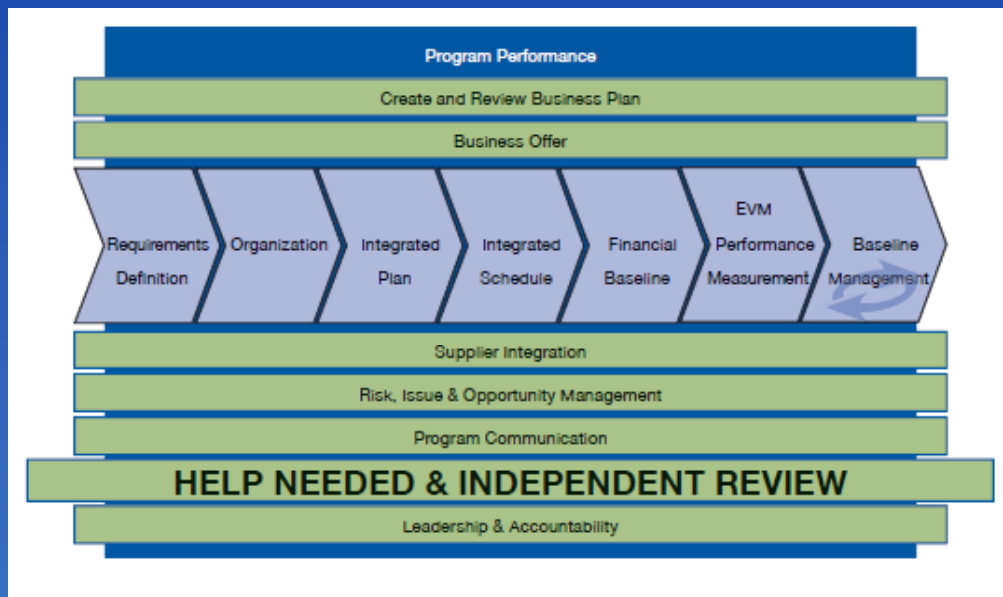 Program Performance
Create and Review Business Plan
Business Offer
Requirements
Definition
Organization
Integrated
Plan
Integrated
Schedule
Financial
Baseline
EVM
Performance
Measurement
Baseline
Management
Supplier Integration
Risk, Issue & Opportunity Management
Program Communication
HELP NEEDED & INDEPENDENT REVIEW
Leadership & Accountability